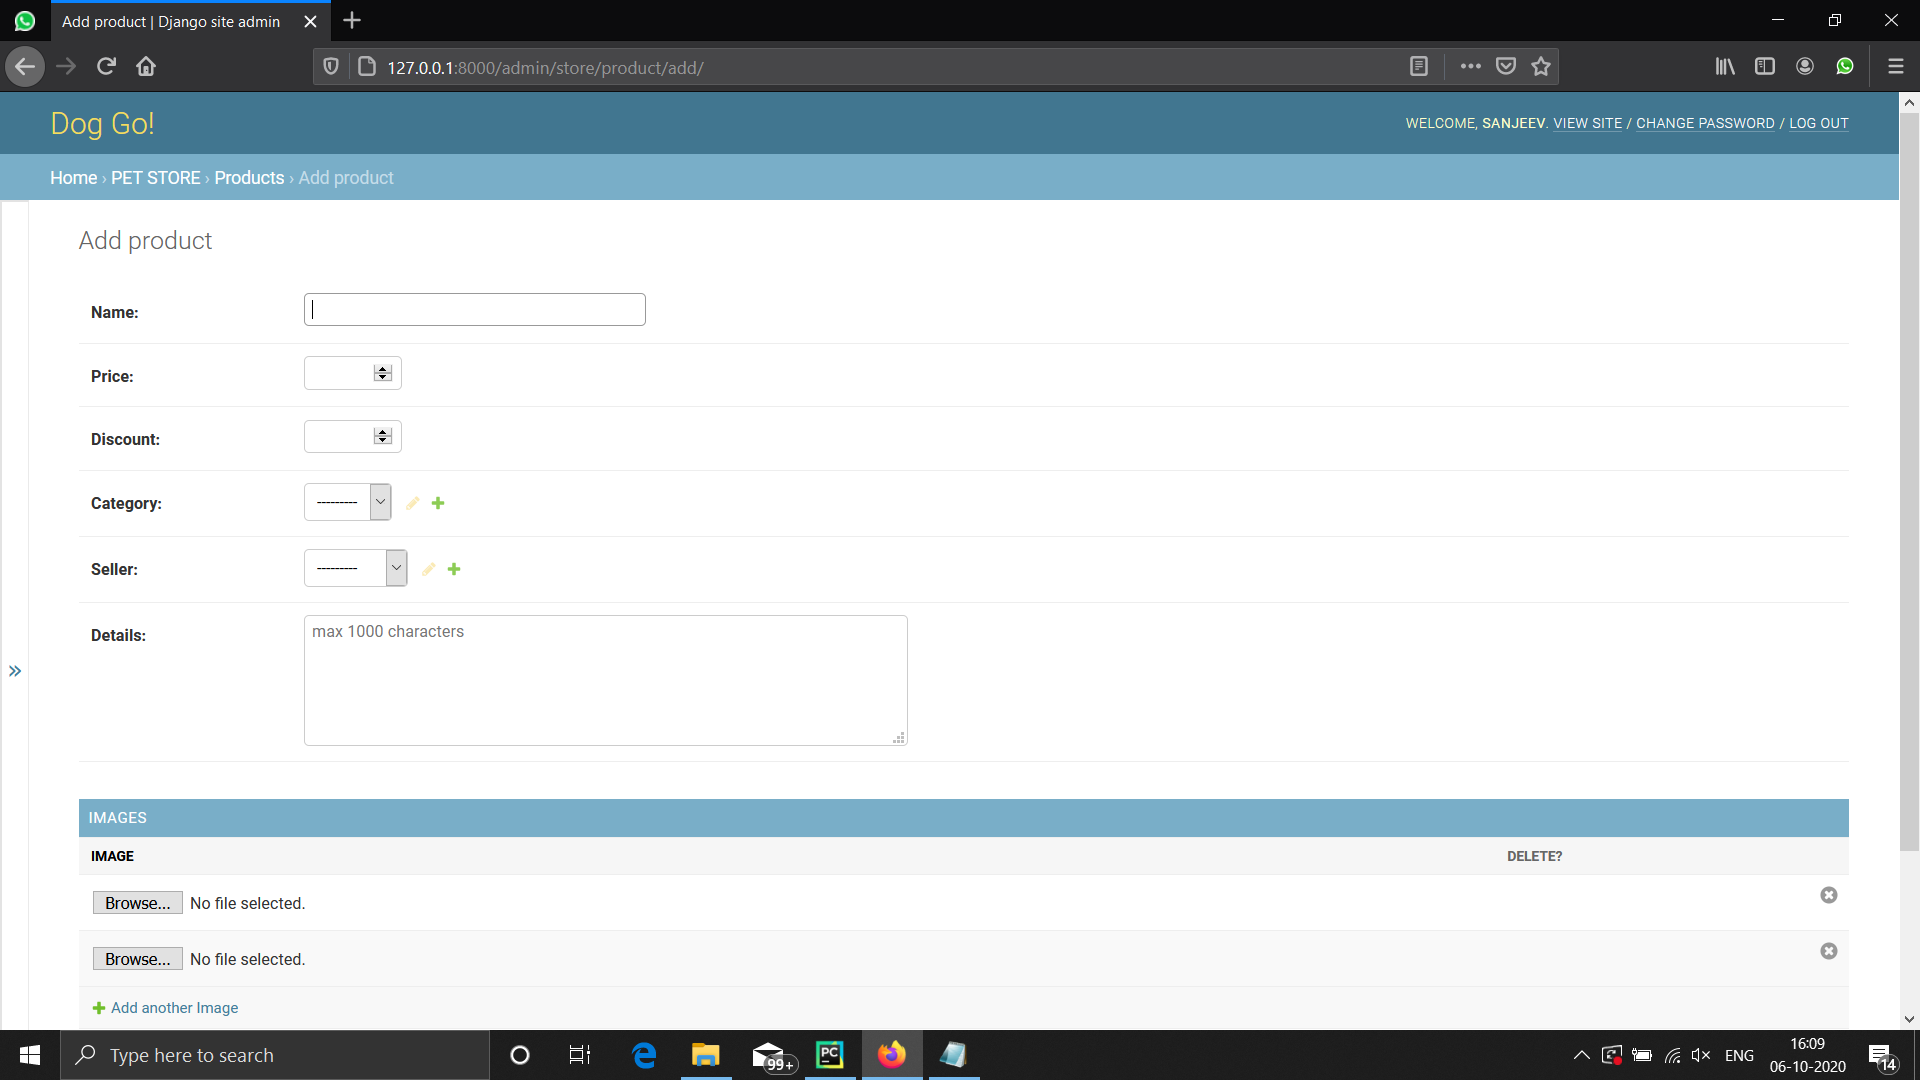 Add product | Django site admin
127.0.0.1:8000/admin/store/product/add/
Dog Go!
WELCOME, SANJEEV. VIEW SITE / CHANGE PASSWORD / LOG OUT
Home › PET STORE › Products › Add product
Add product
Name:
Price:
Discount:
Category: ---------
Seller: ---------
Details: max 1000 characters
»
IMAGES
IMAGE DELETE?
Browse... No file selected.
Browse... No file selected.
Add another Image
Type here to search
99+
PC
ENG
16:09
06-10-2020
14